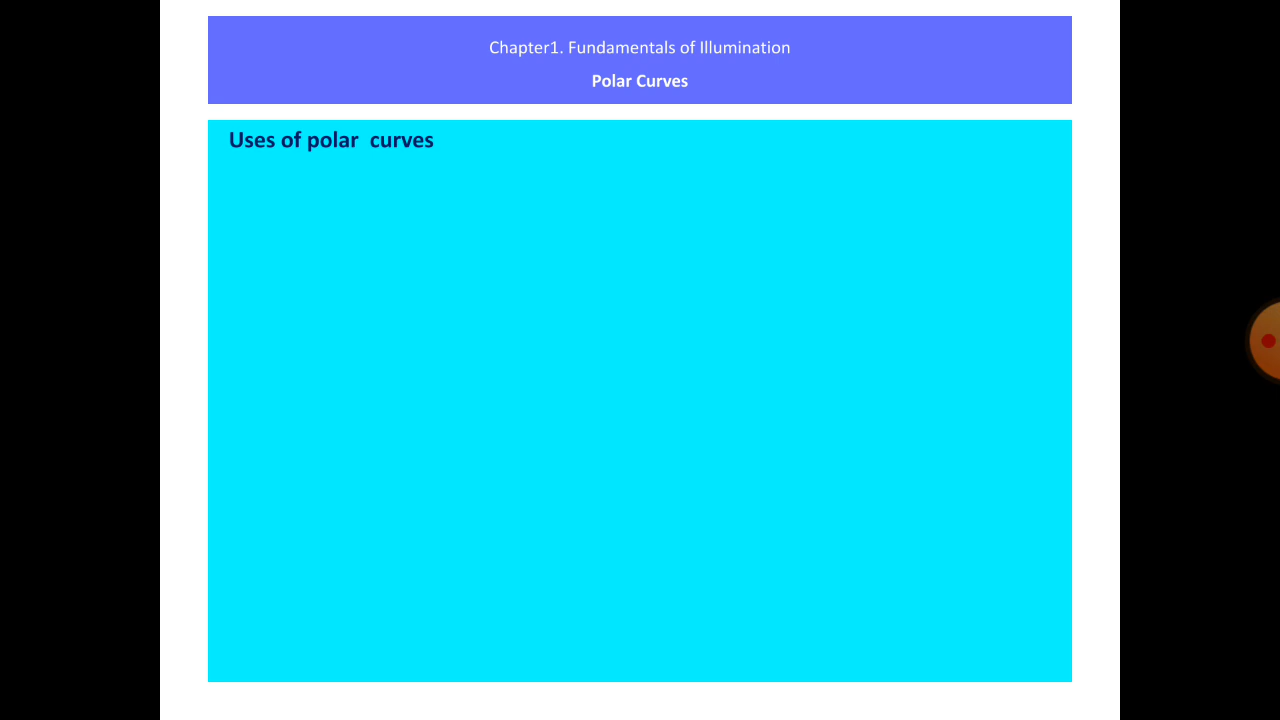 Chapter1. Fundamentals of Illumination
Polar Curves
Uses of polar  curves